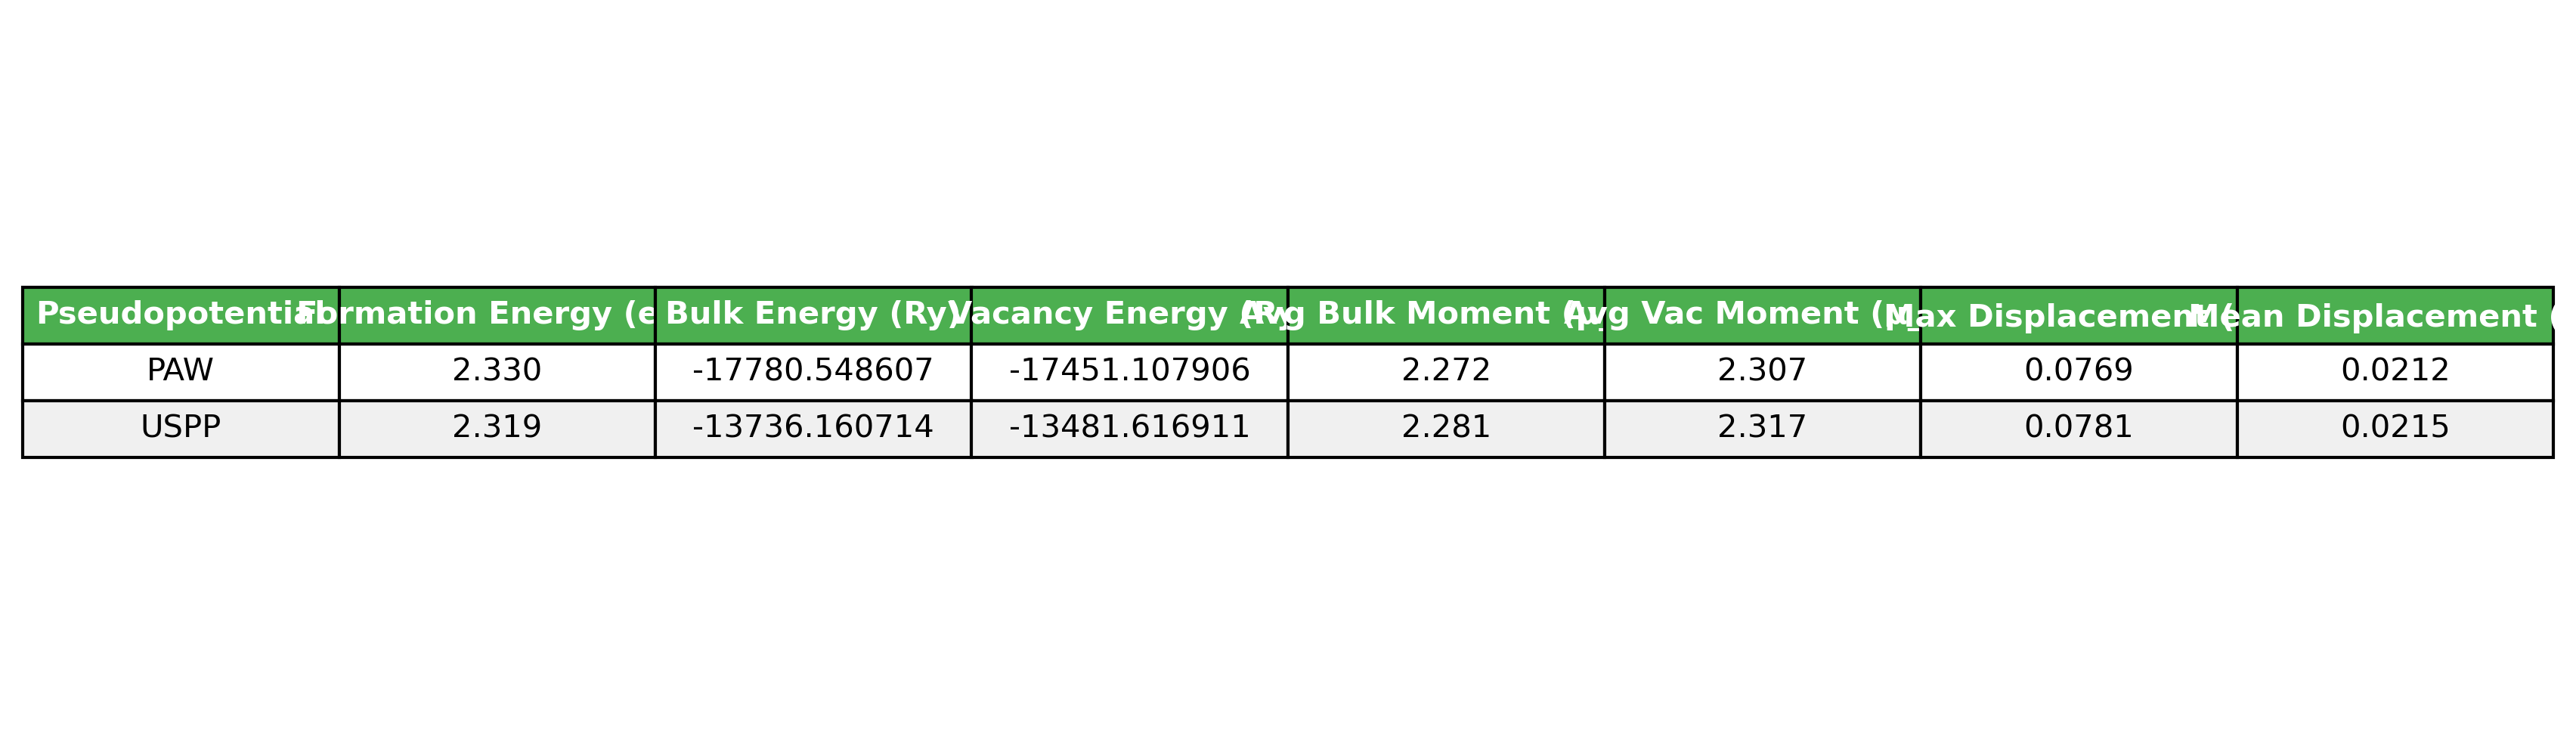 Pseudopotential Formation Energy (e Bulk Energy (Ry) Vacancy Energy (Ry Avg Bulk Moment (μ_ Avg Vac Moment (μ_ Max Displacement ( Mean Displacement (
PAW 2.330 -17780.548607 -17451.107906 2.272 2.307 0.0769 0.0212
USPP 2.319 -13736.160714 -13481.616911 2.281 2.317 0.0781 0.0215